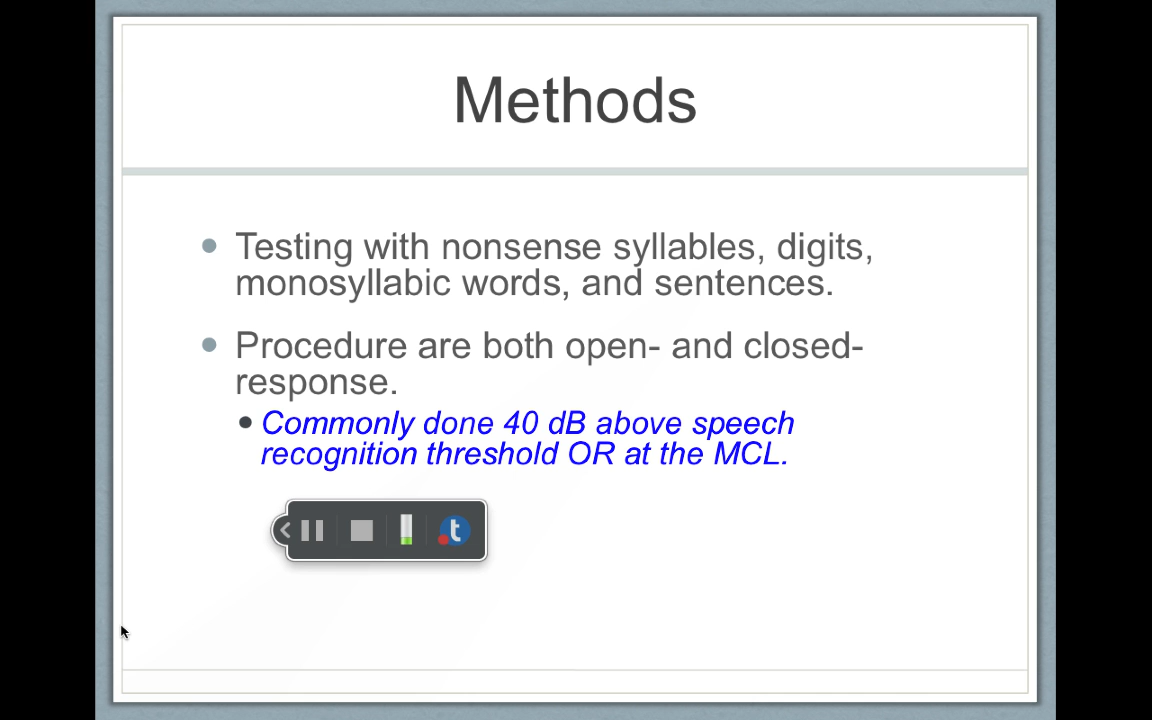 Methods
Testing with nonsense syllables, digits,
monosyllabic words, and sentences.
Procedure are both open- and closed-
response.
Commonly done 40 dB above speech
recognition threshold OR at the MCL.
t